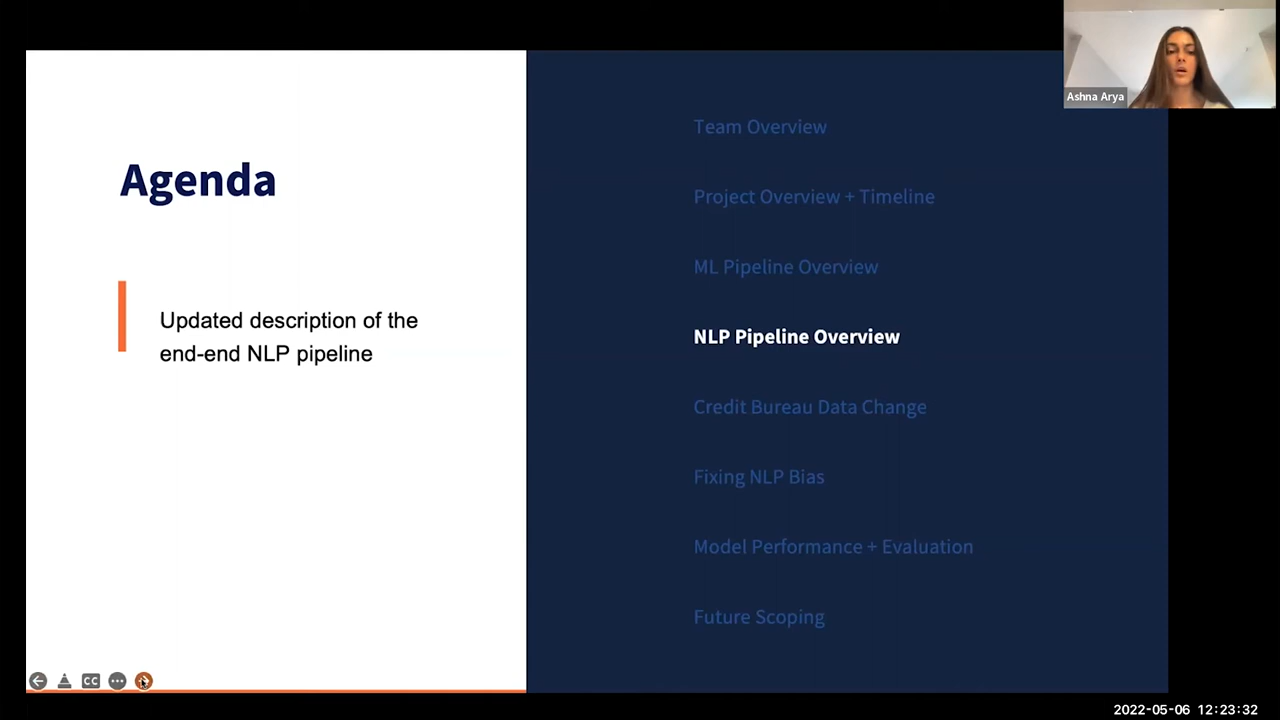 Ashna Arya
Agenda
Updated description of the
end-end NLP pipeline
Team Overview
Project Overview + Timeline
ML Pipeline Overview
NLP Pipeline Overview
Credit Bureau Data Change
Fixing NLP Bias
Model Performance + Evaluation
Future Scoping
CC
2022-05-06 12:23:32